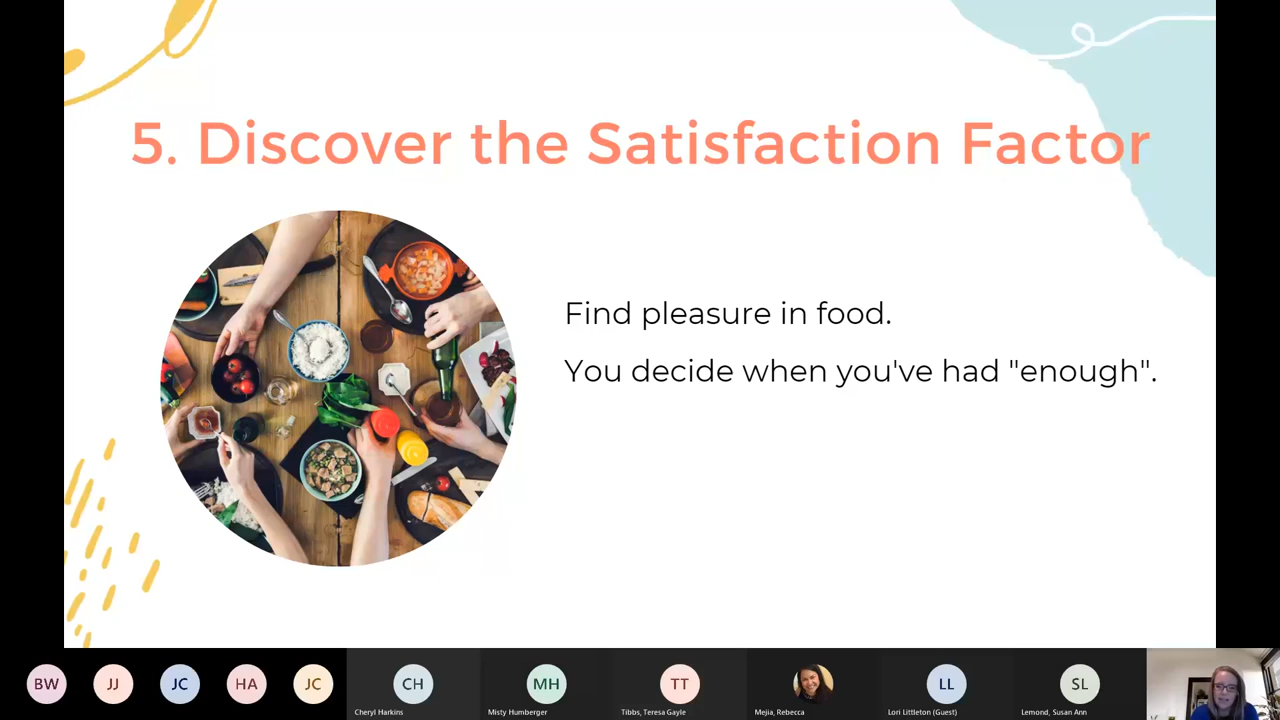 5. Discover the Satisfaction Factor
Find pleasure in food.
You decide when you've had "enough".
BW
JJ
JC
HA
JC
CH
MH
TT
LL
SL
Cheryl Harkins
Misty Humberger
Tibbs, Teresa Gayle
Mejia, Rebecca
Lori Littleton (Guest)
Lemond, Susan Ann